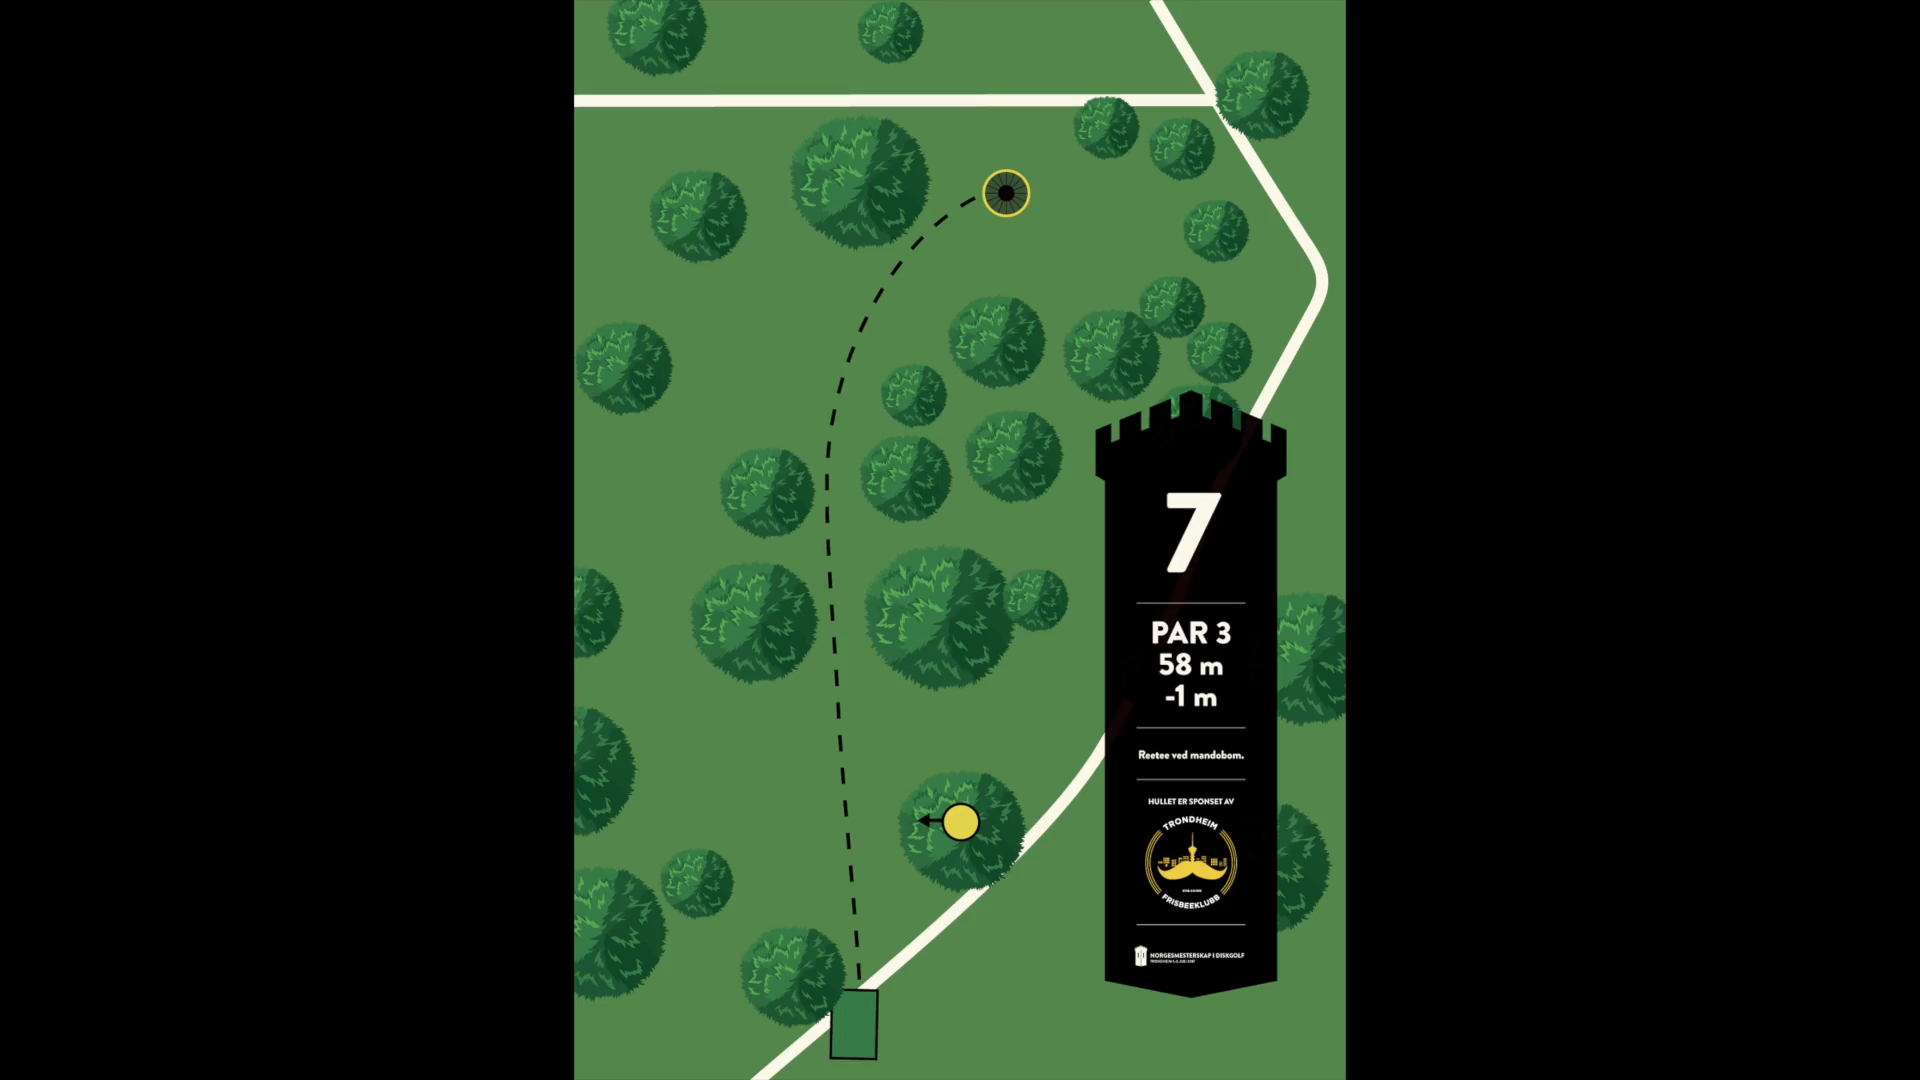 7
PAR 3
58 m
-1 m
Reetee ved mandobom.
HULLET ER SPONSET AV
TRONDHEIM
FRISBEEKLUBB
NORGESMESTERSKAP I DISKGOLF